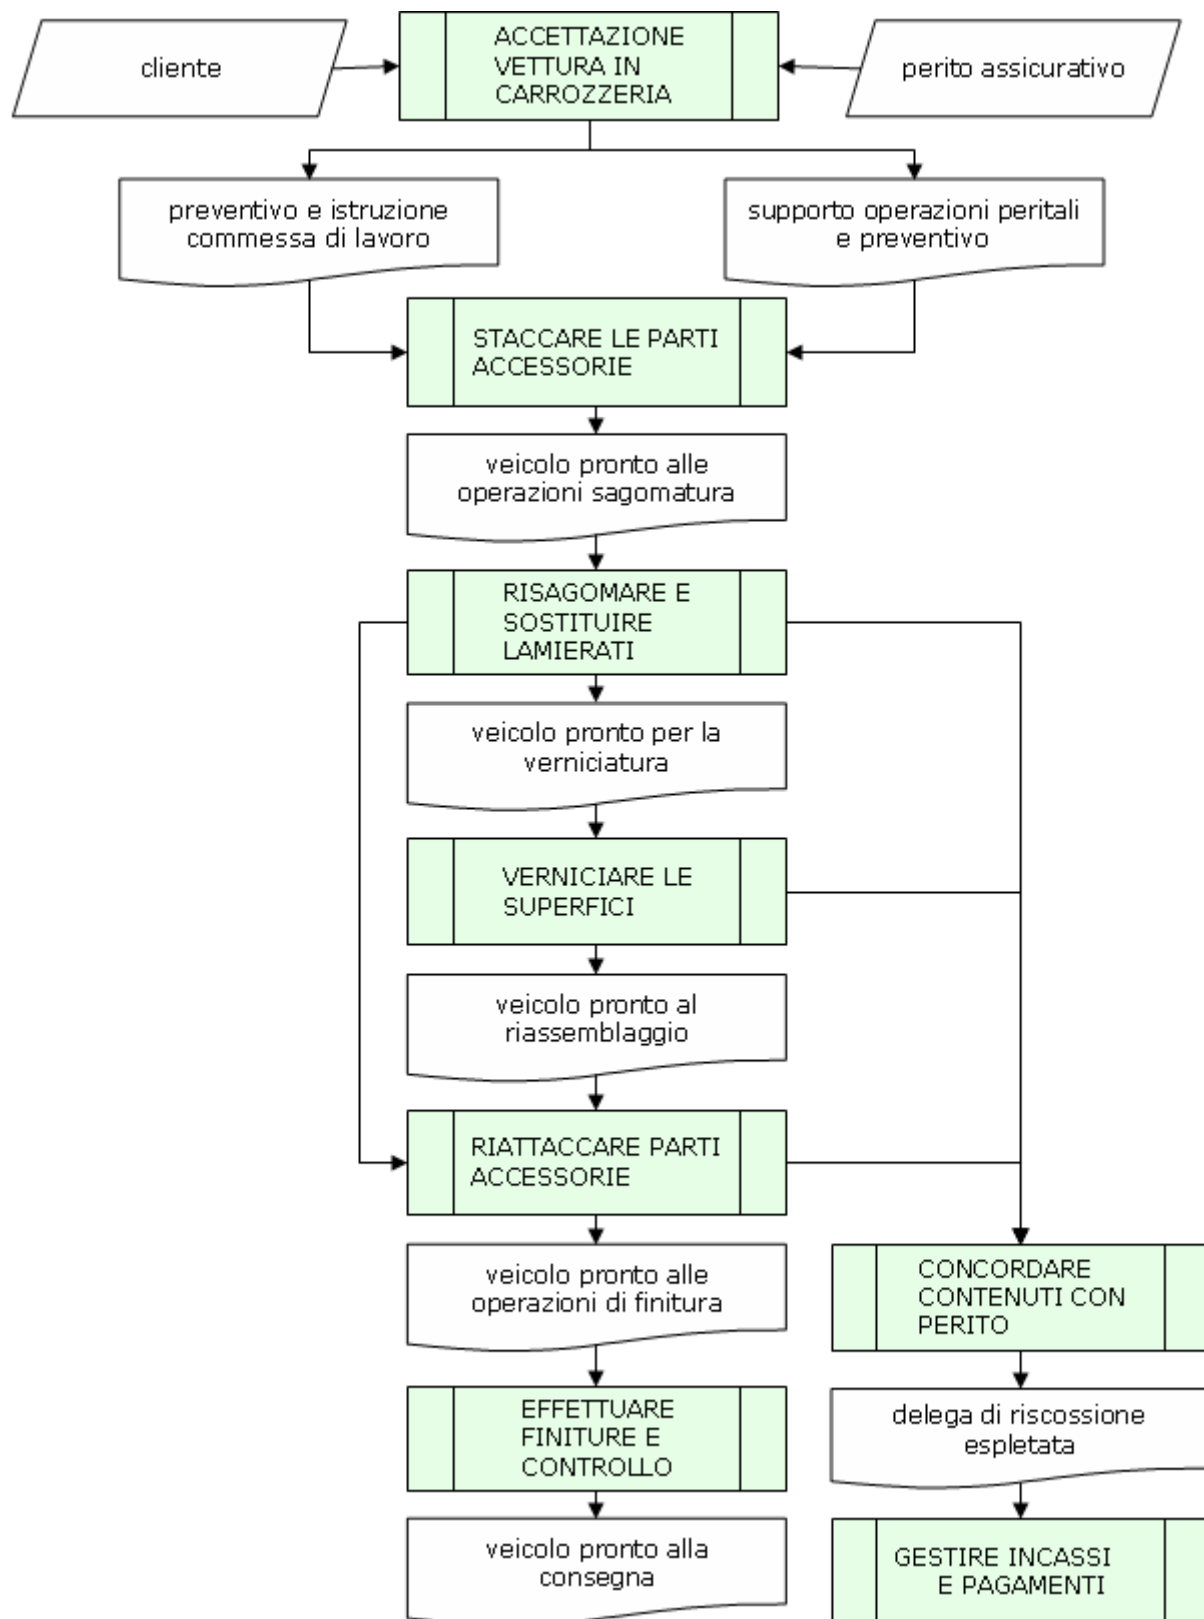 cliente
ACCETTAZIONE
VETTURA IN
CARROZZERIA
perito assicurativo
preventivo e istruzione
commessa di lavoro
supporto operazioni peritali
e preventivo
STACCARE LE PARTI
ACCESSORIE
veicolo pronto alle
operazioni sagomatura
RISAGOMARE E
SOSTITUIRE
LAMIERATI
veicolo pronto per la
verniciatura
VERNICIARE LE
SUPERFICI
veicolo pronto al
riassemblaggio
RIATTACCARE PARTI
ACCESSORIE
veicolo pronto alle
operazioni di finitura
CONCORDARE
CONTENUTI CON
PERITO
EFFETTUARE
FINITURE E
CONTROLLO
delega di riscossione
espletata
veicolo pronto alla
consegna
GESTIRE INCASSI
E PAGAMENTI